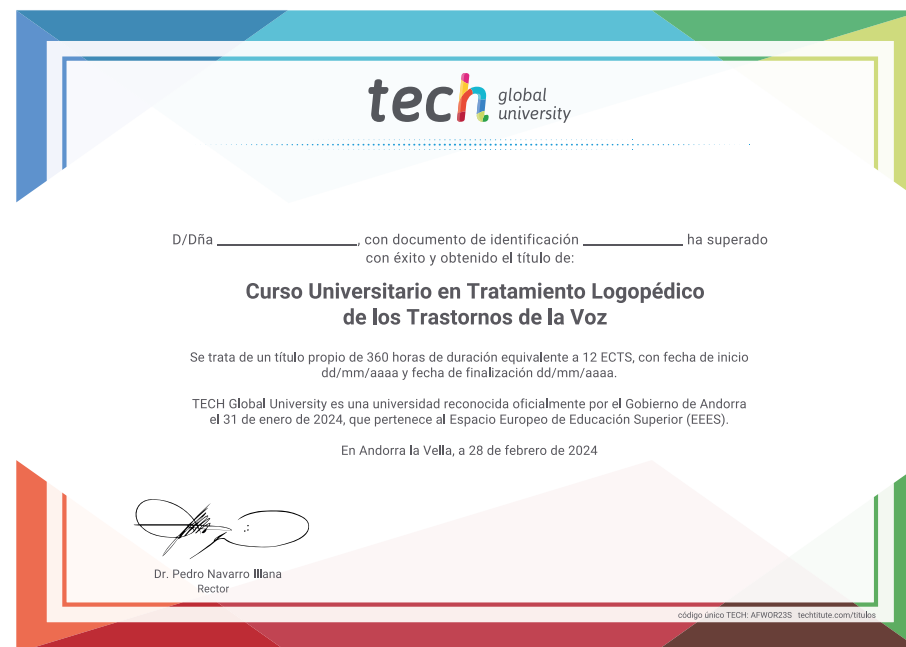 tech global university
D/Dña ____________________, con documento de identificación ______________ ha superado
con éxito y obtenido el título de:
Curso Universitario en Tratamiento Logopédico
de los Trastornos de la Voz
Se trata de un título propio de 360 horas de duración equivalente a 12 ECTS, con fecha de inicio
dd/mm/aaaa y fecha de finalización dd/mm/aaaa.
TECH Global University es una universidad reconocida oficialmente por el Gobierno de Andorra
el 31 de enero de 2024, que pertenece al Espacio Europeo de Educación Superior (EEES).
En Andorra la Vella, a 28 de febrero de 2024
Dr. Pedro Navarro Illana
Rector
código único TECH: AFWOR23S techtitute.com/titulos